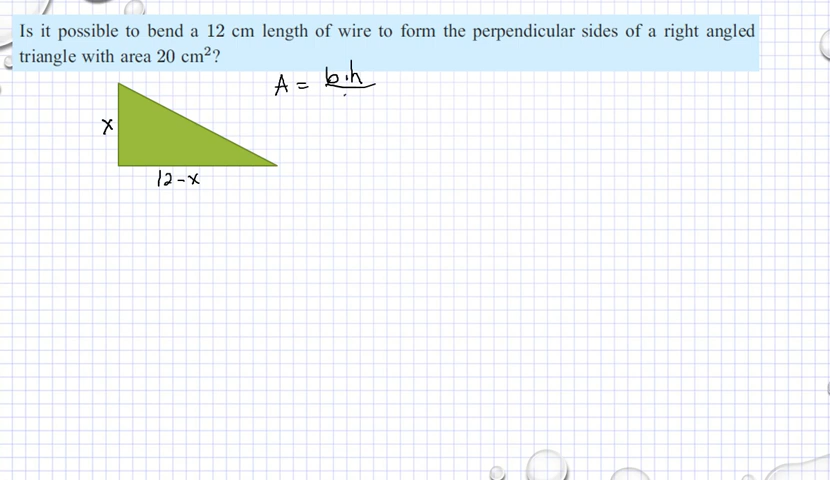 Is it possible to bend a 12 cm length of wire to form the perpendicular sides of a right angled
triangle with area 20 cm²?
A = b·h
x
12-x